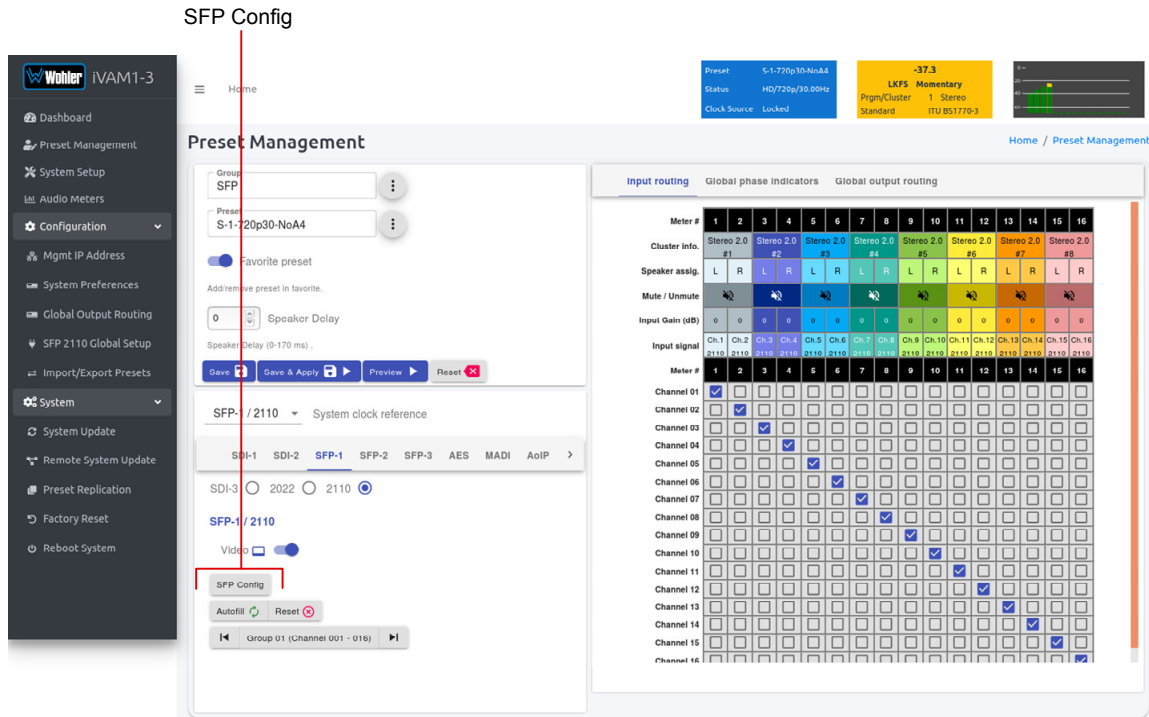 SFP Config
Wohler iVAM1-3
Dashboard
Preset Management
System Setup
Audio Meters
Configuration
Mgmt IP Address
System Preferences
Global Output Routing
SFP 2110 Global Setup
Import/Export Presets
System
System Update
Remote System Update
Preset Replication
Factory Reset
Reboot System
Home
Preset S-1-720p30-NoA4
Status HD/720p/30.00Hz
Clock Source Locked
-37.3
LKFS Momentary
Prgm/Cluster 1 Stereo
Standard ITU BS1770-3
Preset Management
Home / Preset Management
Group
SFP
Preset
S-1-720p30-NoA4
Favorite preset
Add/remove preset in favorite.
0 Speaker Delay
Speaker Delay (0-170 ms) .
Save Save & Apply Preview Reset
SFP-1 / 2110 System clock reference
SDI-1 SDI-2 SFP-1 SFP-2 SFP-3 AES MADI AoIP
SDI-3 2022 2110
SFP-1 / 2110
Video
SFP Config
Autofill Reset
Group 01 (Channel 001 - 016)
Input routing Global phase indicators Global output routing
Meter # 1 2 3 4 5 6 7 8 9 10 11 12 13 14 15 16
Cluster info. Stereo 2.0 Stereo 2.0 Stereo 2.0 Stereo 2.0 Stereo 2.0 Stereo 2.0 Stereo 2.0 Stereo 2.0
#1 #2 #3 #4 #5 #6 #7 #8
Speaker assig. L R L R L R L R L R L R L R L R
Mute / Unmute
Input Gain (dB) 0 0 0 0 0 0 0 0 0 0 0 0 0 0 0 0
Input signal Ch.1 Ch.2 Ch.3 Ch.4 Ch.5 Ch.6 Ch.7 Ch.8 Ch.9 Ch.10 Ch.11 Ch.12 Ch.13 Ch.14 Ch.15 Ch.16
2110 2110 2110 2110 2110 2110 2110 2110 2110 2110 2110 2110 2110 2110 2110 2110
Meter # 1 2 3 4 5 6 7 8 9 10 11 12 13 14 15 16
Channel 01
Channel 02
Channel 03
Channel 04
Channel 05
Channel 06
Channel 07
Channel 08
Channel 09
Channel 10
Channel 11
Channel 12
Channel 13
Channel 14
Channel 15
Channel 16